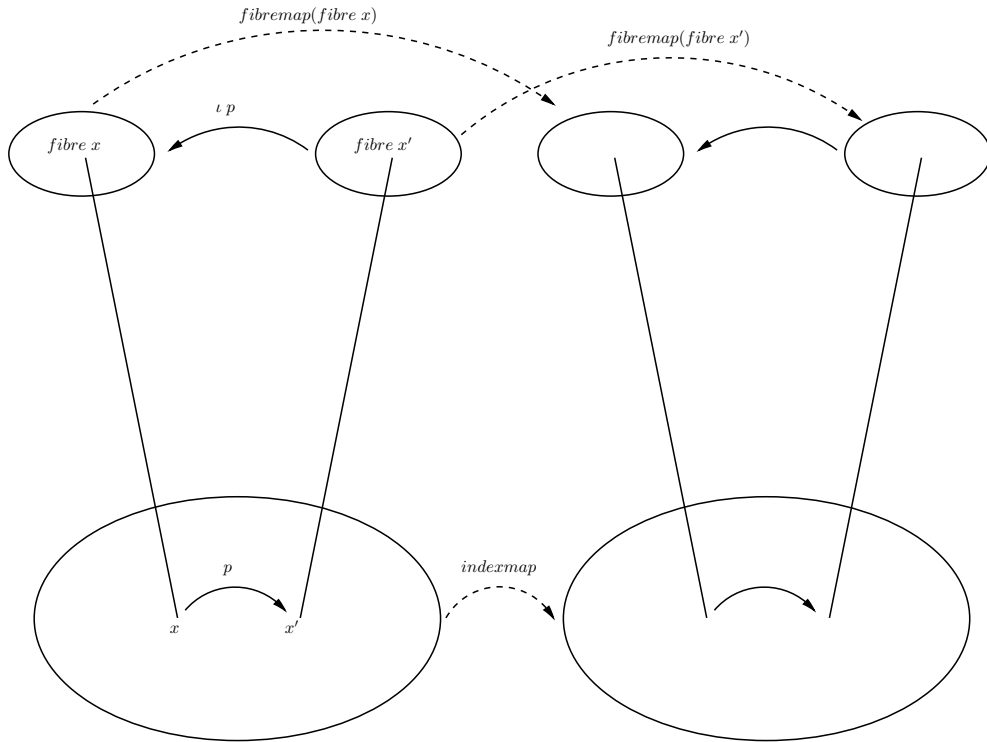 fibremap(fibre x)
fibremap(fibre x′)
ι p
fibre x
fibre x′
p
indexmap
x
x′